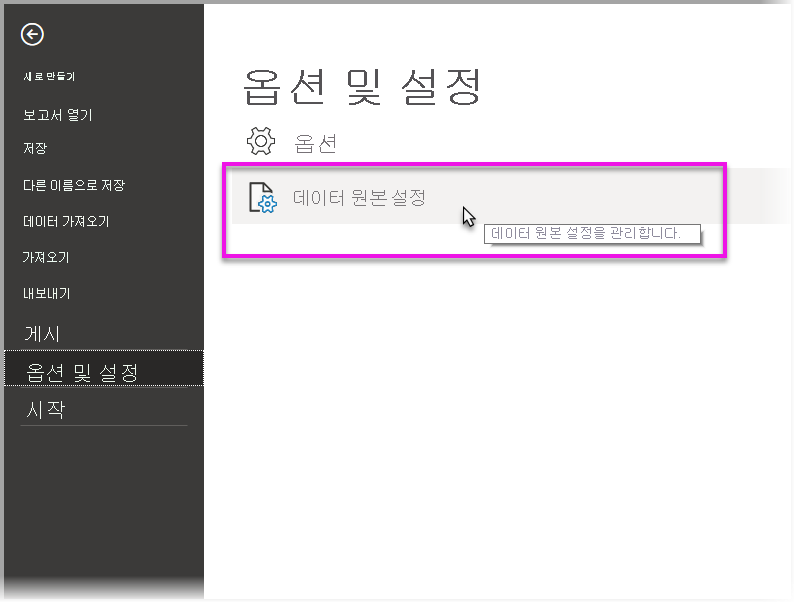 새로 만들기
보고서 열기
저장
다른 이름으로 저장
데이터 가져오기
가져오기
내보내기
게시
옵션 및 설정
시작
옵션 및 설정
옵션
데이터 원본 설정
데이터 원본 설정을 관리합니다.